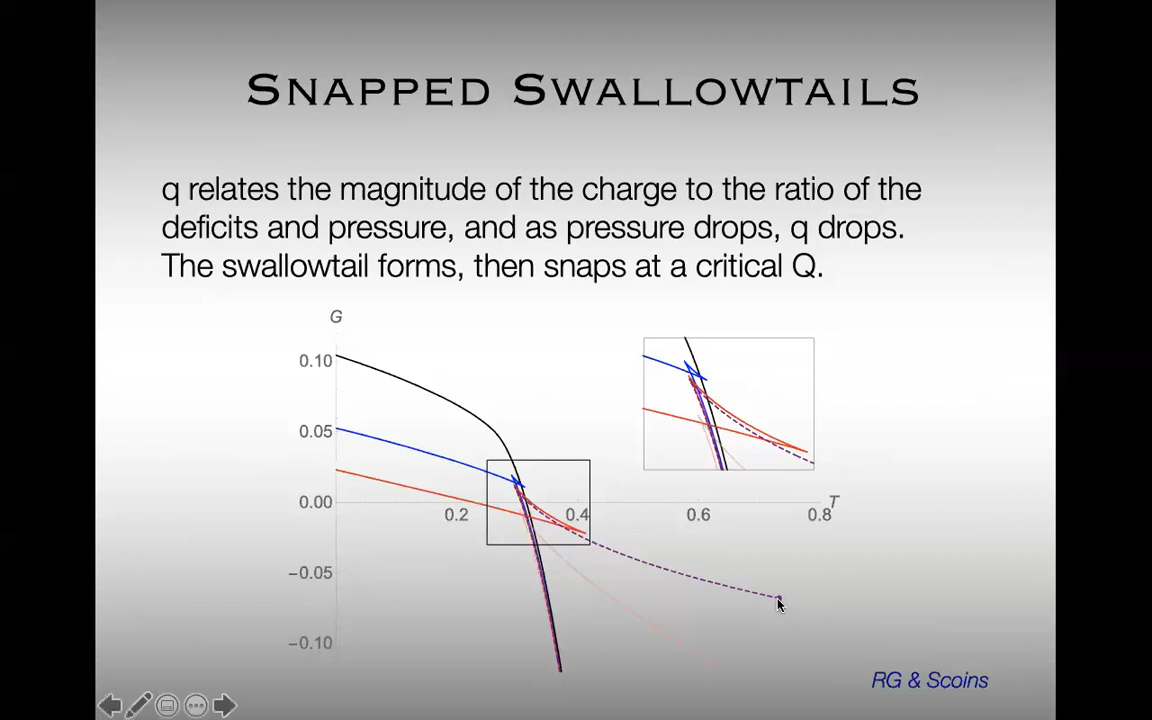 SNAPPED SWALLOWTAILS
q relates the magnitude of the charge to the ratio of the
deficits and pressure, and as pressure drops, q drops.
The swallowtail forms, then snaps at a critical Q.
G
0.10
0.05
0.00
T
0.2
0.4
0.6
0.8
−0.05
−0.10
RG & Scoins